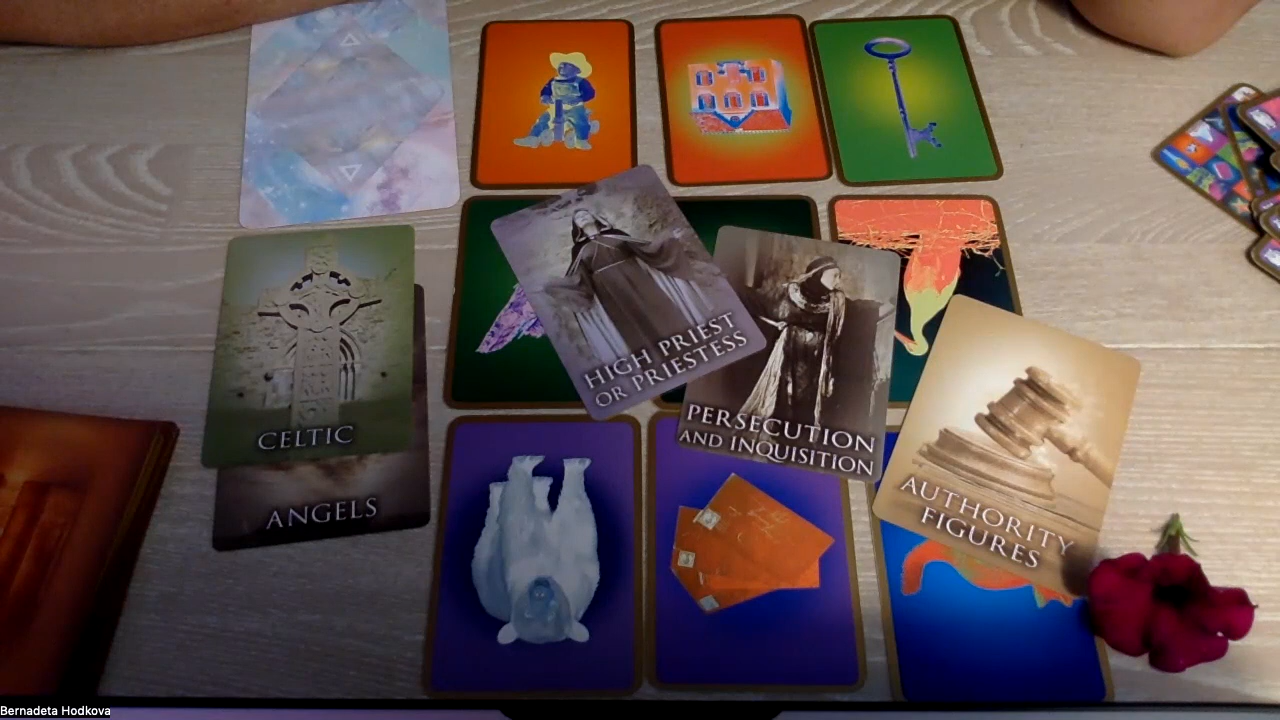 HIGH PRIEST
OR PRIESTESS
PERSECUTION
AND INQUISITION
CELTIC
ANGELS
AUTHORITY
FIGURES
Bernadeta Hodkova